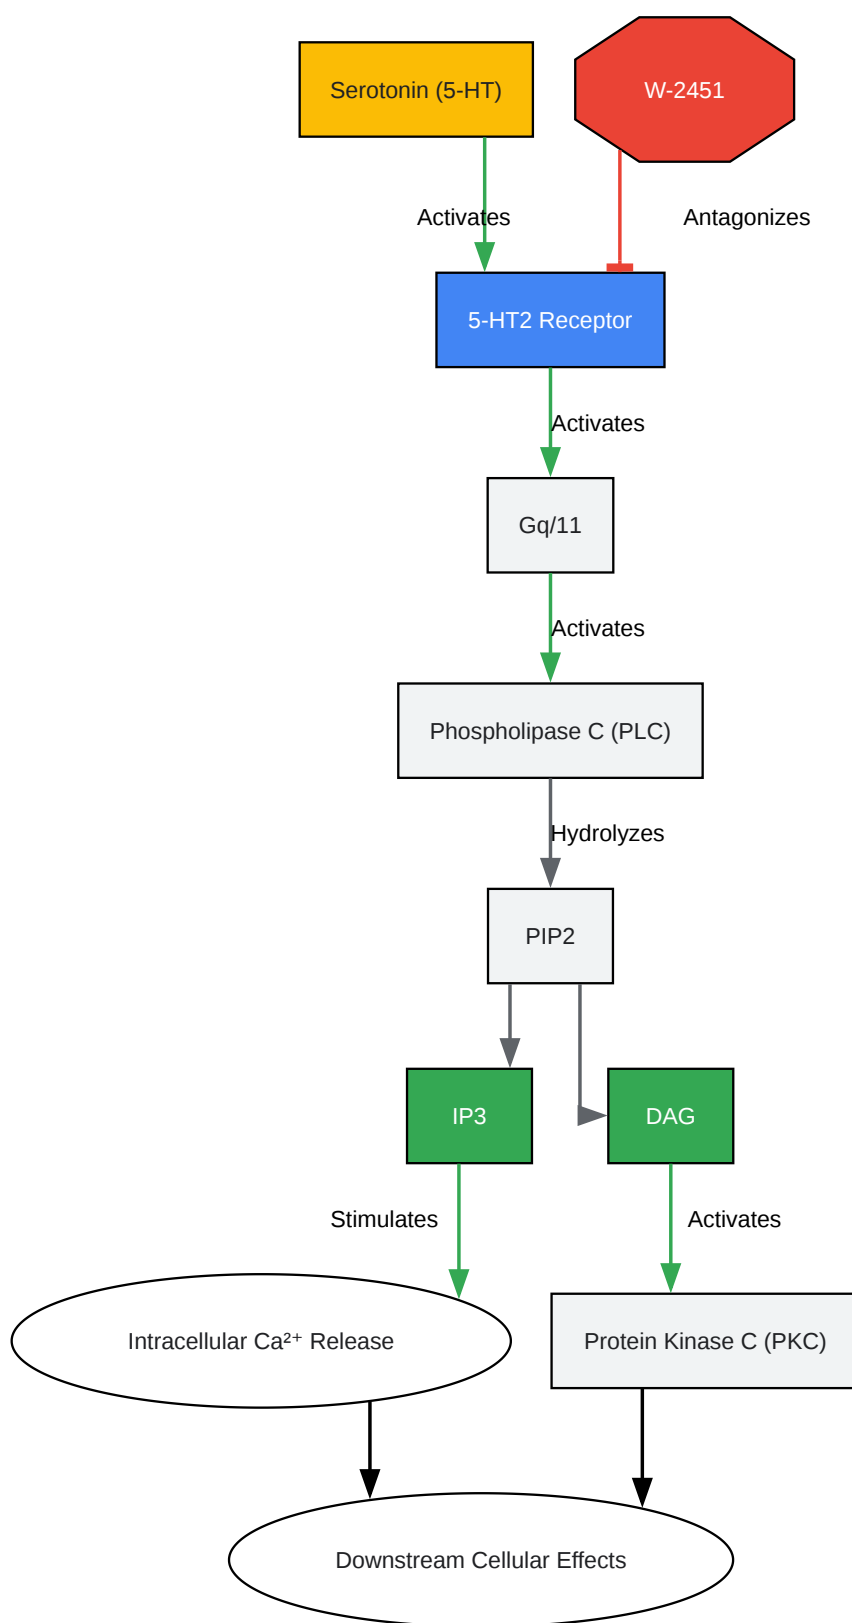 Serotonin (5-HT)
W-2451
Activates
Antagonizes
5-HT2 Receptor
Activates
Gq/11
Activates
Phospholipase C (PLC)
Hydrolyzes
PIP2
IP3
DAG
Stimulates
Activates
Intracellular Ca²⁺ Release
Protein Kinase C (PKC)
Downstream Cellular Effects